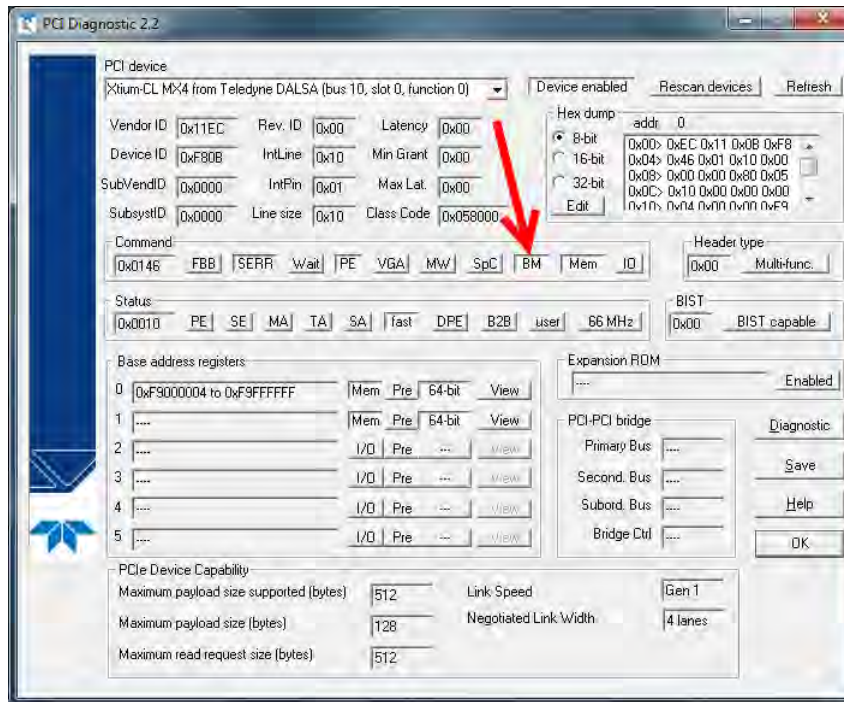 PCI Diagnostic 2.2
PCI device
Xtium-CL MX4 from Teledyne DALSA (bus 10, slot 0, function 0)
Device enabled Rescan devices Refresh
Vendor ID 0x11EC Rev. ID 0x00 Latency 0x00
Device ID 0xF80B IntLine 0x10 Min Grant 0x00
SubVendID 0x0000 IntPin 0x01 Max Lat. 0x00
SubsystID 0x0000 Line size 0x10 Class Code 0x058000
Hex dump
addr 0
8-bit
16-bit
32-bit
Edit
0x00> 0xEC 0x11 0x0B 0xF8
0x04> 0x46 0x01 0x10 0x00
0x08> 0x00 0x00 0x80 0x05
0x0C> 0x10 0x00 0x00 0x00
0x10> 0x04 0x00 0x00 0xF9
Command
0x0146 FBB SERR Wait PE VGA MW SpC BM Mem IO
Header type
0x00 Multi-func.
Status
0x0010 PE SE MA TA SA fast DPE B2B user 66 MHz
BIST
0x00 BIST capable
Base address registers
0 0xF9000004 to 0xF9FFFFFF Mem Pre 64-bit View
1 .... Mem Pre 64-bit View
2 .... I/O Pre --- View
3 .... I/O Pre --- View
4 .... I/O Pre --- View
5 .... I/O Pre --- View
Expansion ROM
.... Enabled
PCI-PCI bridge
Primary Bus ....
Second. Bus ....
Subord. Bus ....
Bridge Ctrl ....
Diagnostic
Save
Help
OK
PCIe Device Capability
Maximum payload size supported (bytes) 512 Link Speed Gen 1
Maximum payload size (bytes) 128 Negotiated Link Width 4 lanes
Maximum read request size (bytes) 512